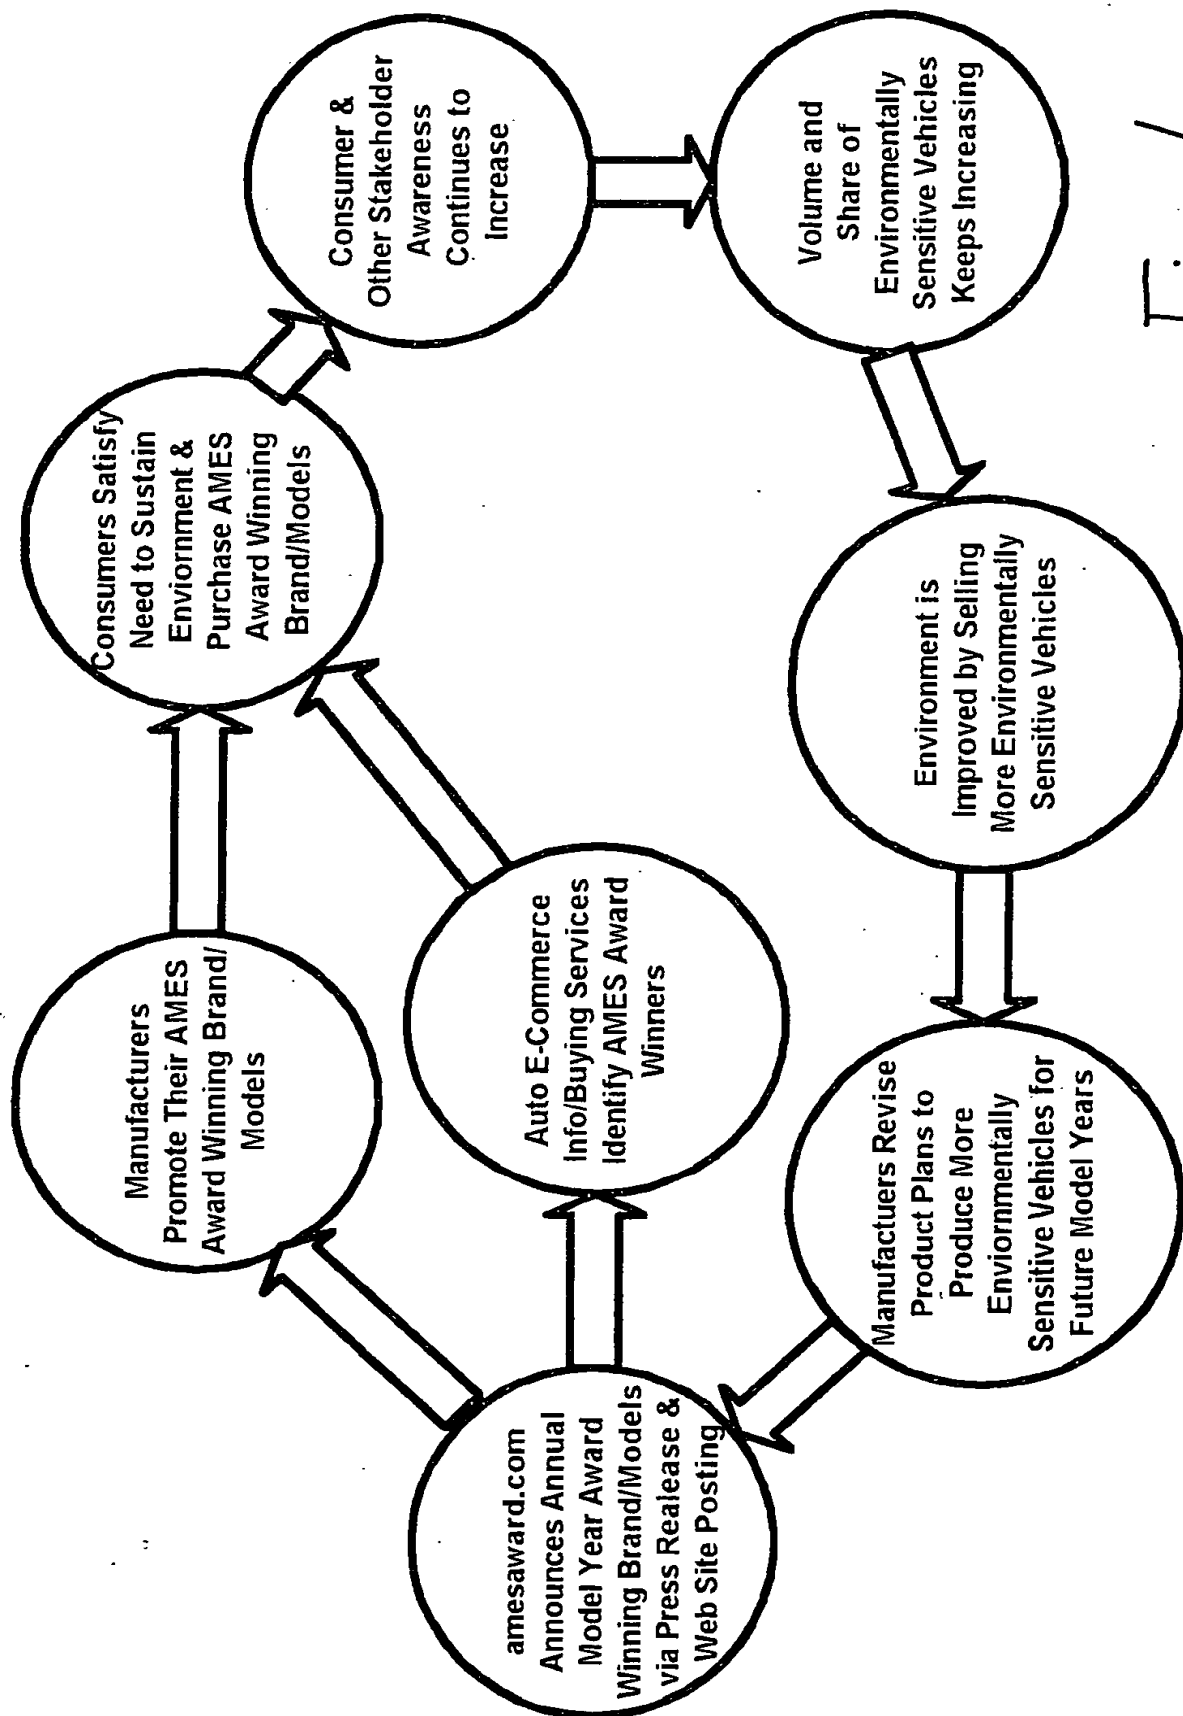 amesaward.com
Announces Annual
Model Year Award
Winning Brand/Models
via Press Realease &
Web Site Posting
Manufacturers
Promote Their AMES
Award Winning Brand/
Models
Auto E-Commerce
Info/Buying Services
Identify AMES Award
Winners
Consumers Satisfy
Need to Sustain
Enviornment &
Purchase AMES
Award Winning
Brand/Models
Consumer &
Other Stakeholder
Awareness
Continues to
Increase
Volume and
Share of
Environmentally
Sensitive Vehicles
Keeps Increasing
Environment is
Improved by Selling
More Environmentally
Sensitive Vehicles
Manufactuers Revise
Product Plans to
Produce More
Enviornmentally
Sensitive Vehicles for
Future Model Years